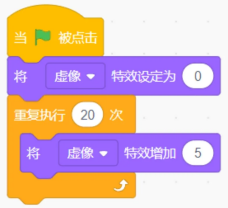 当 被点击
将 虚像 特效设定为 0
重复执行 20 次
将 虚像 特效增加 5